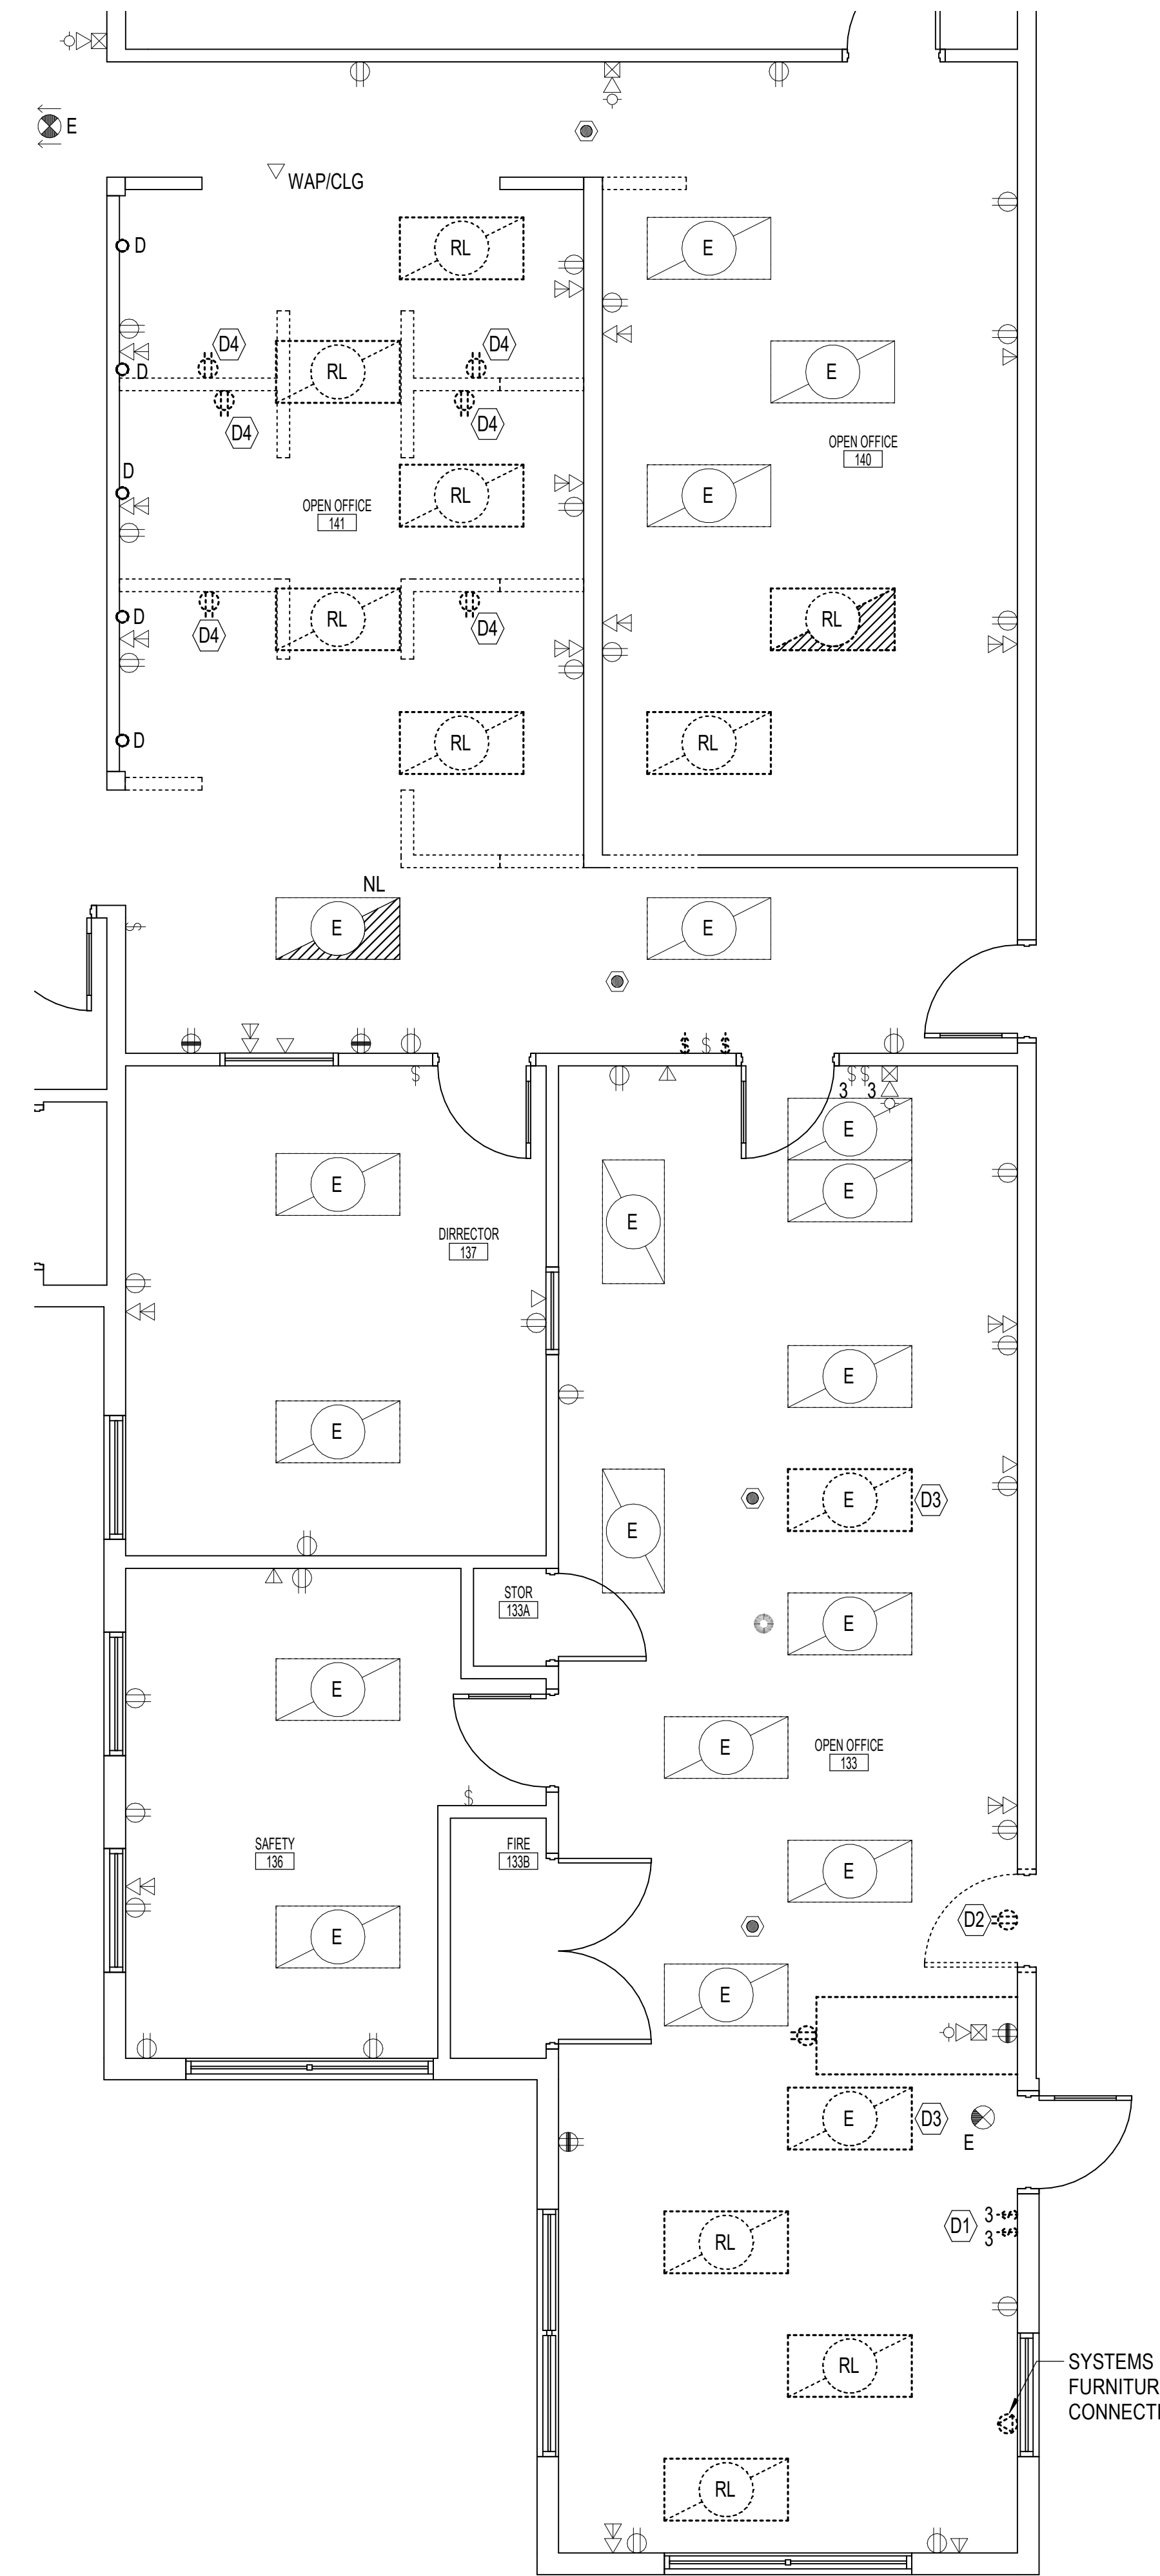 E
WAP/CLG
D
RL
E
D4
D4
D
RL
E
D4
D4
OPEN OFFICE
140
D
RL
E
OPEN OFFICE
141
D
RL
RL
D4
D4
D
RL
RL
NL
E
E
$
$
$
$ $
3 3
E
E
E
E
DIRRECTOR
137
E
E
E
D3
E
STOR
133A
E
E
E
OPEN OFFICE
133
$
SAFETY
136
FIRE
133B
E
D2
E
E
E
D3
E
D1
3
3
RL
RL
SYSTEMS
FURNITUR
CONNECTI
RL